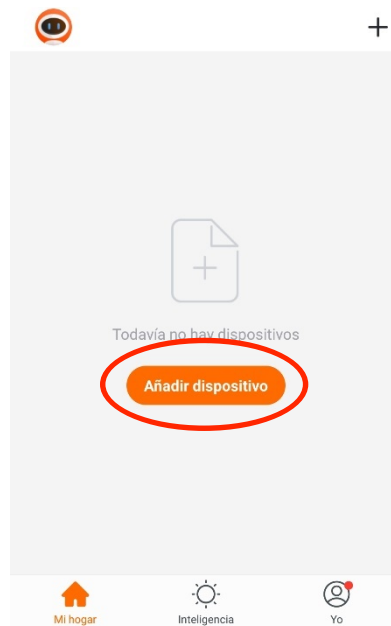 Todavía no hay dispositivos
Añadir dispositivo
Mi hogar
Inteligencia
Yo